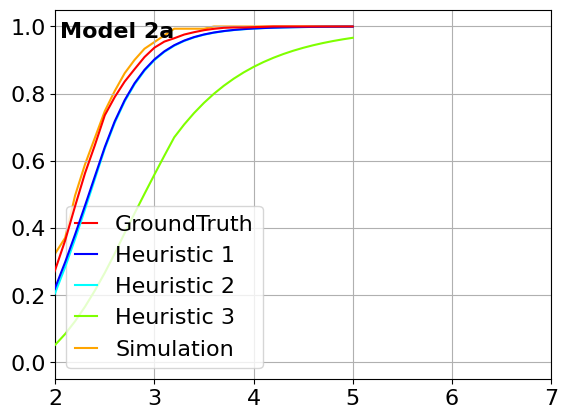 Model 2a
1.0
0.8
0.6
0.4
0.2
0.0
GroundTruth
Heuristic 1
Heuristic 2
Heuristic 3
Simulation
2 3 4 5 6 7